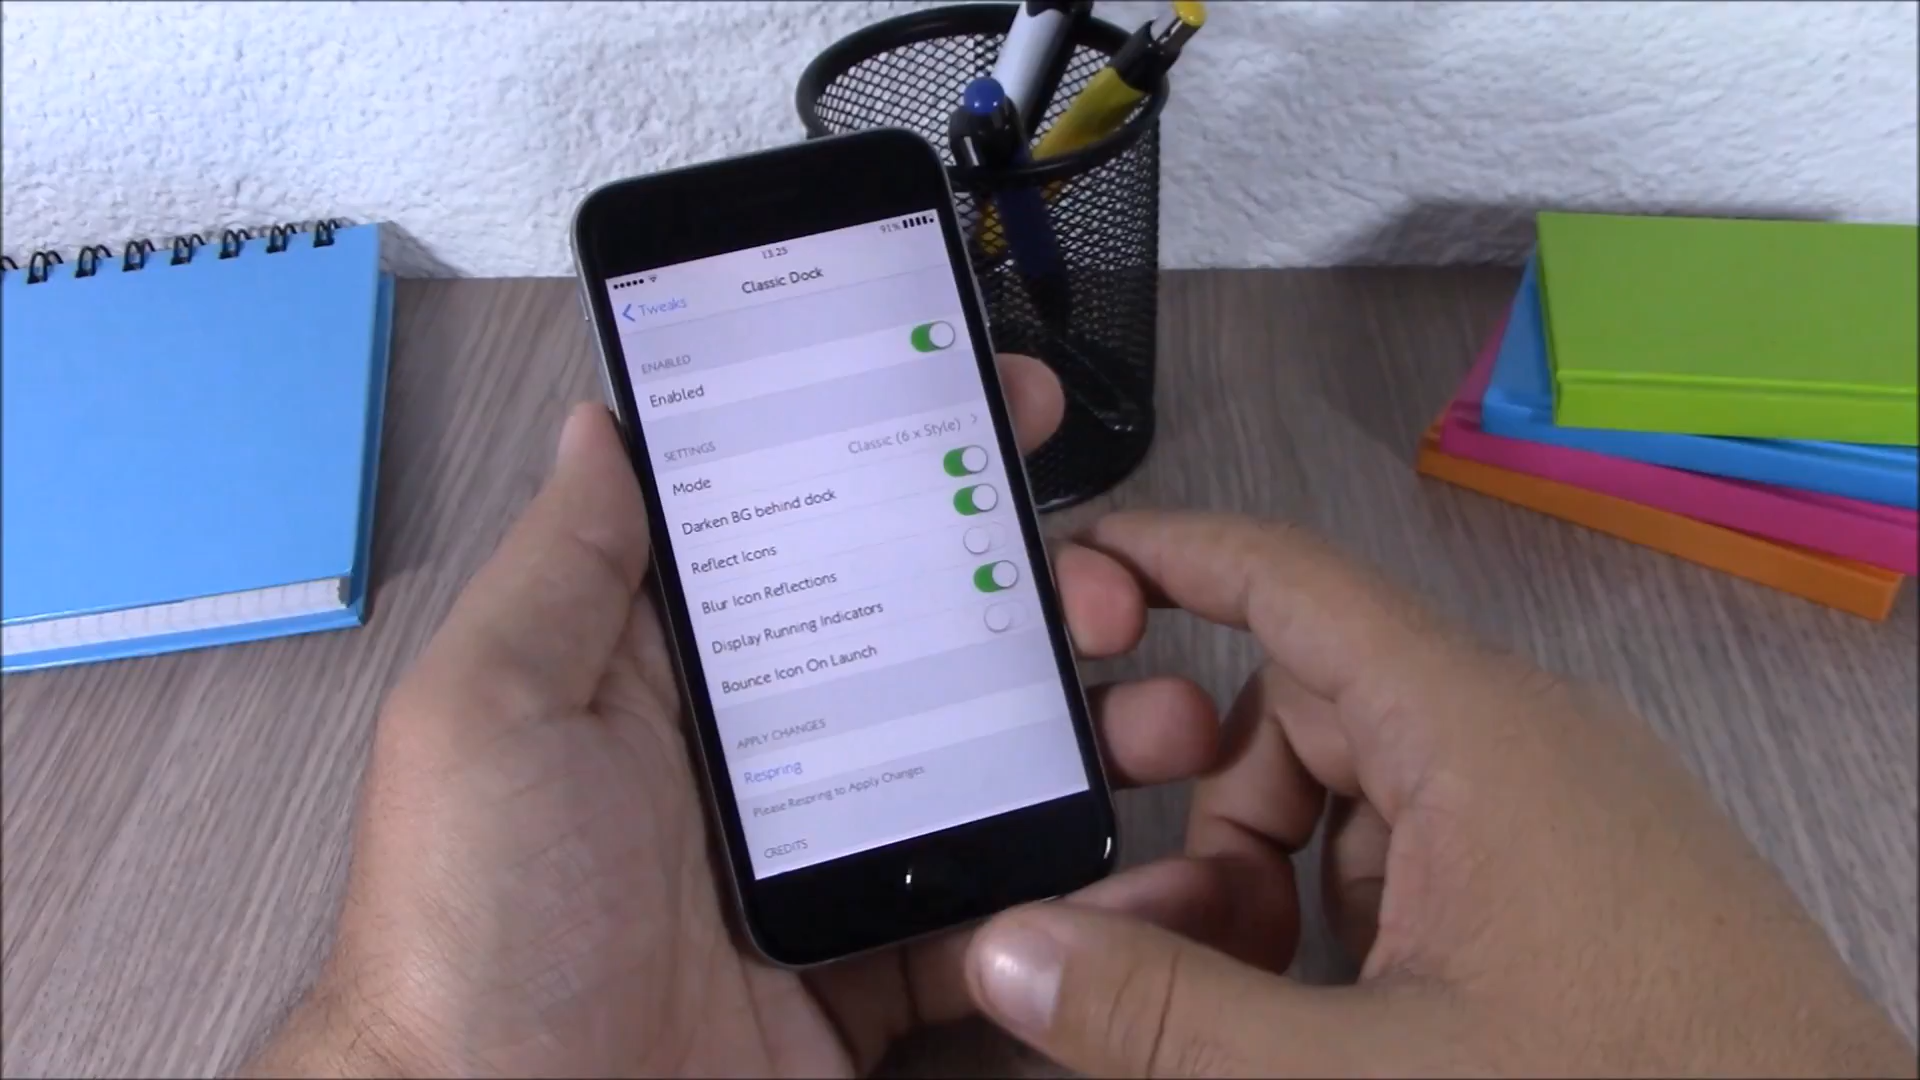 91%
13.25
Tweaks
Classic Dock
ENABLED
Enabled
SETTINGS
Mode Classic (6 x Style)
Darken BG behind dock
Reflect Icons
Blur Icon Reflections
Display Running Indicators
Bounce Icon On Launch
APPLY CHANGES
Respring
Please Respring to Apply Changes
CREDITS